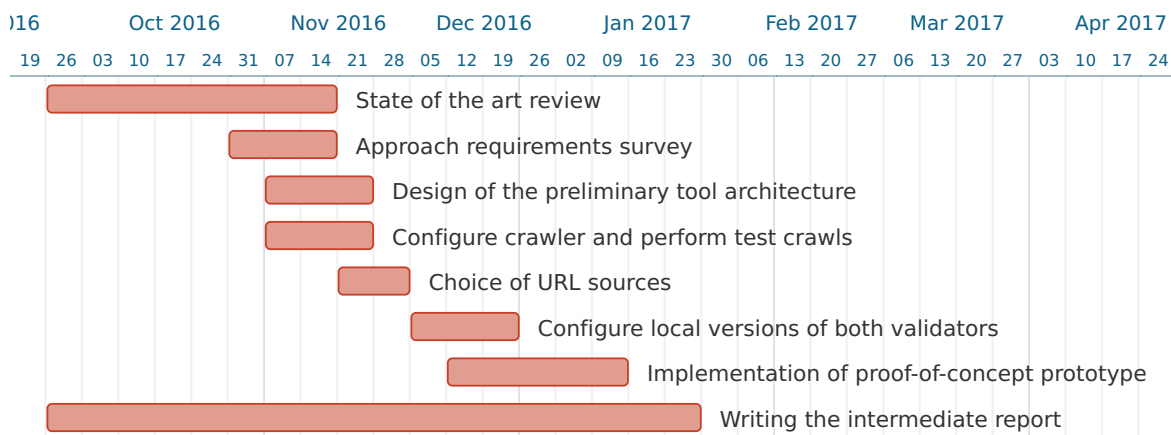 016 Oct 2016 Nov 2016 Dec 2016 Jan 2017 Feb 2017 Mar 2017 Apr 2017
19 26 03 10 17 24 31 07 14 21 28 05 12 19 26 02 09 16 23 30 06 13 20 27 06 13 20 27 03 10 17 24
State of the art review
Approach requirements survey
Design of the preliminary tool architecture
Configure crawler and perform test crawls
Choice of URL sources
Configure local versions of both validators
Implementation of proof-of-concept prototype
Writing the intermediate report